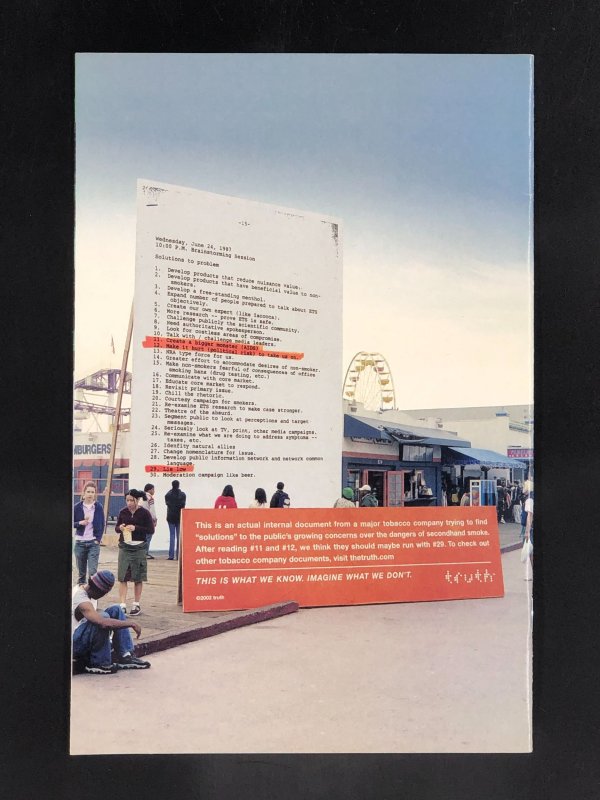 -15-
Wednesday, June 24, 1987
10:00 P.M. Brainstorming Session
Solutions to problem
1. Develop products that reduce nuisance value.
2. Develop products that have beneficial value to non-
smokers.
3. Develop a free-standing menthol.
4. Expand number of people prepared to talk about ETS
objectively.
5. Create our own expert (like Iacocca).
6. More research -- prove ETS is safe.
7. Challenge publicly the scientific community.
8. Need authoritative spokesperson.
9. Look for costless areas of compromise.
10. Talk with / challenge media leaders.
11. Create a bigger monster (AIDS)
12. Make it hurt (political risk) to take us on.
13. NRA type force for us.
14. Greater effort to accommodate desires of non-smoker.
15. Make non-smokers fearful of consequences of office
smoking bans (drug testing, etc.)
16. Communicate with core market.
17. Educate core market to respond.
18. Revisit primary issue.
19. Chill the rhetoric.
20. Courtesy campaign for smokers.
21. Re-examine ETS research to make case stronger.
22. Theatre of the absurd.
23. Segment public to look at perceptions and target
messages.
24. Seriously look at TV, print, other media campaigns.
25. Re-examine what we are doing to address symptoms --
taxes, etc.
26. Identify natural allies
27. Change nomenclature for ETS.
28. Develop public information network and network common
language.
29. Lie low
30. Moderation campaign like beer.
BURGERS
This is an actual internal document from a major tobacco company trying to find
"solutions" to the public's growing concerns over the dangers of secondhand smoke.
After reading #11 and #12, we think they should maybe run with #29. To check out
other tobacco company documents, visit thetruth.com
THIS IS WHAT WE KNOW. IMAGINE WHAT WE DON'T.
©2003 truth